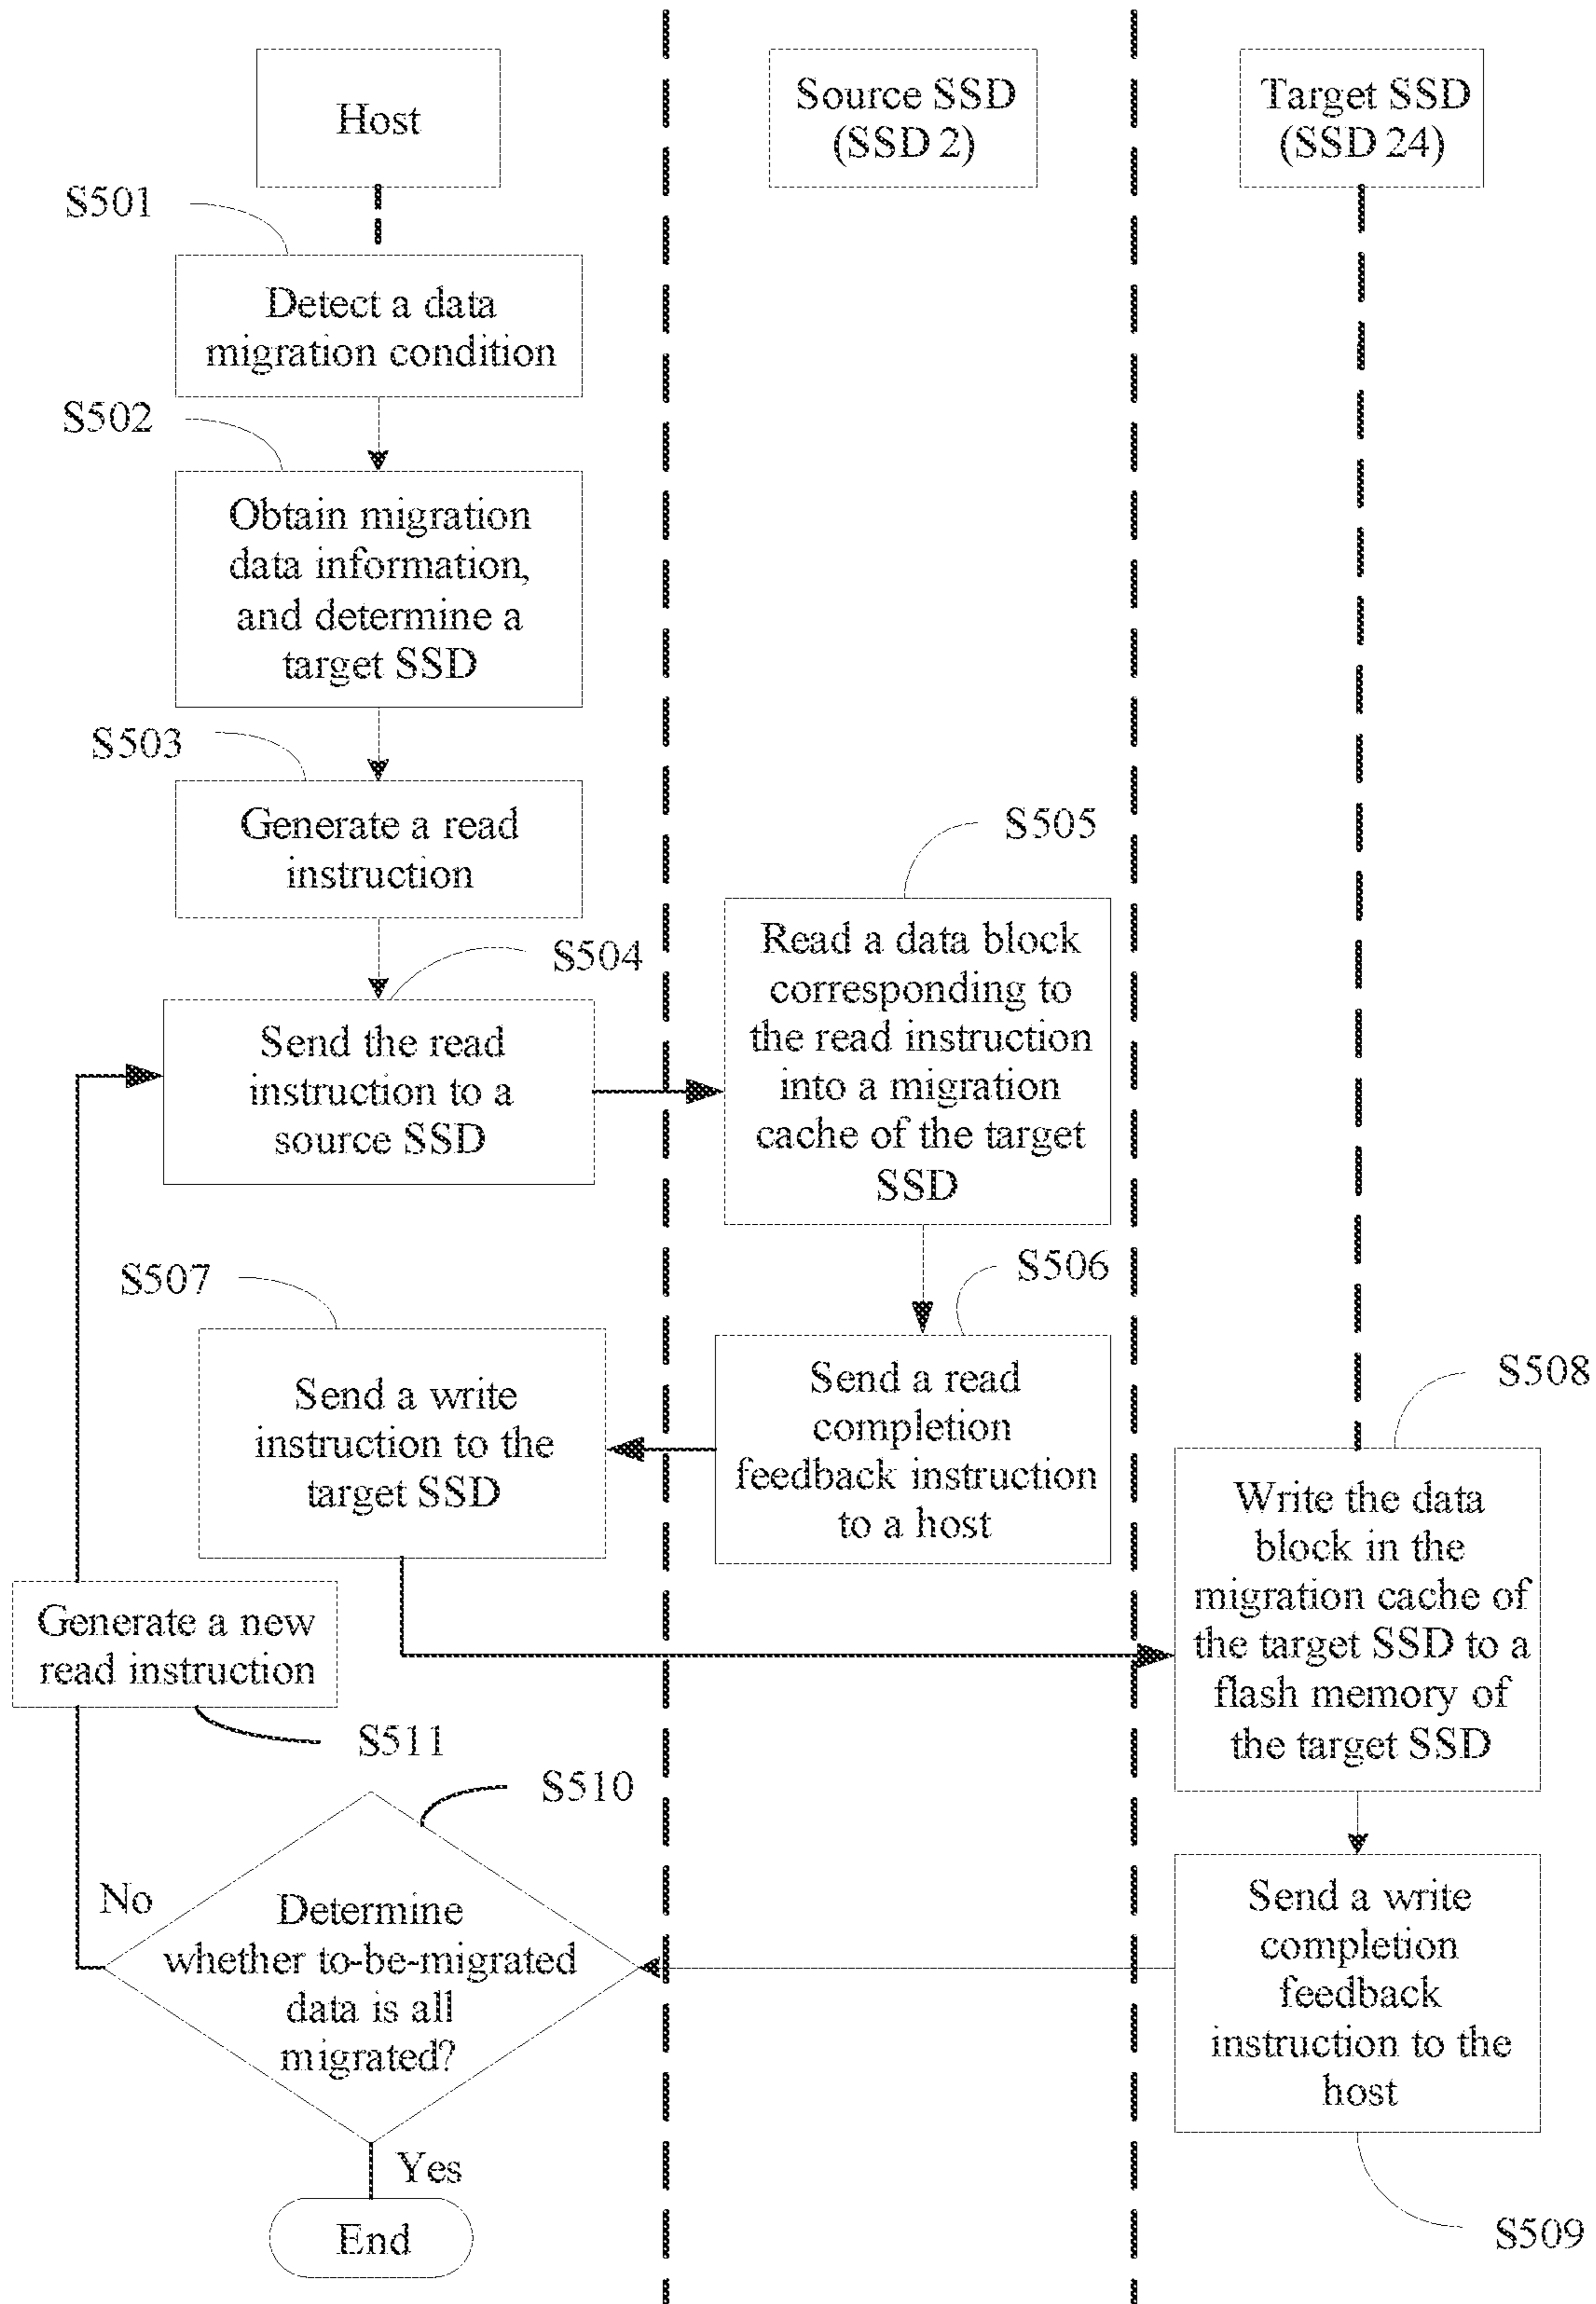 Host
Source SSD
(SSD 2)
Target SSD
(SSD 24)
S501
Detect a data
migration condition
S502
Obtain migration
data information,
and determine a
target SSD
S503
Generate a read
instruction
S504
Send the read
instruction to a
source SSD
S505
Read a data block
corresponding to
the read instruction
into a migration
cache of the target
SSD
S506
Send a read
completion
feedback instruction
to a host
S507
Send a write
instruction to the
target SSD
S508
Write the data
block in the
migration cache of
the target SSD to a
flash memory of
the target SSD
Generate a new
read instruction
S511
S510
No
Determine
whether to-be-migrated
data is all
migrated?
Send a write
completion
feedback
instruction to the
host
S509
Yes
End